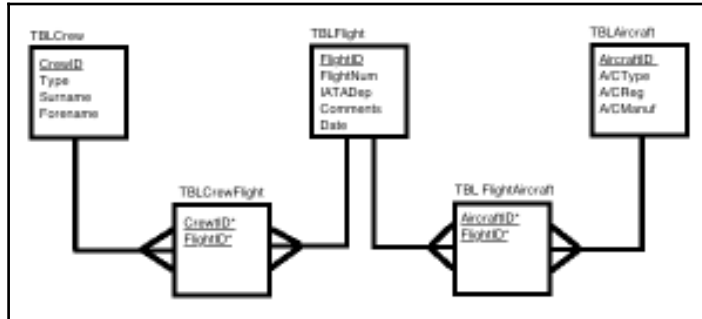 TBLCrew
CrewID
Type
Surname
Forename
TBLFlight
FlightID
FlightNum
IATADep
Comments
Date
TBLAircraft
AircraftID
A/CType
A/CReg
A/CManuf
TBLCrewFlight
CrewtID*
FlightID*
TBL FlightAircraft
AircraftID*
FlightID*